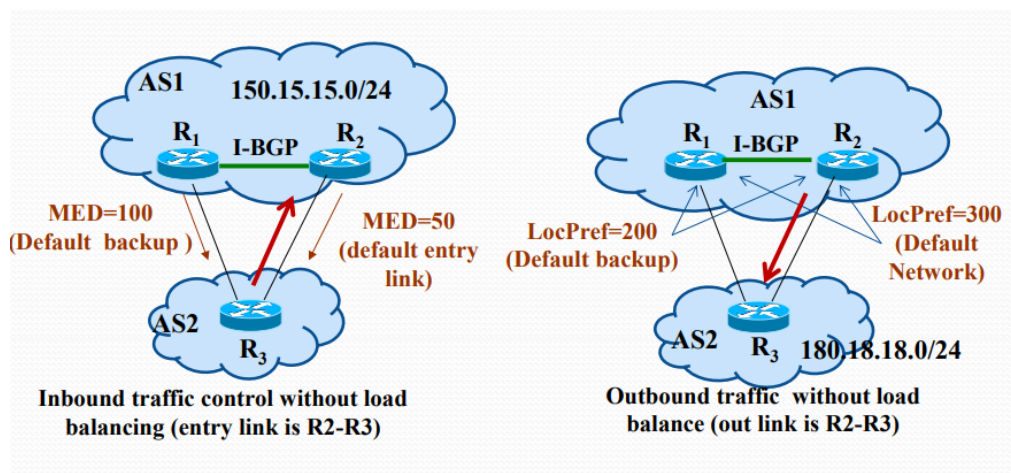 AS1
150.15.15.0/24
R1
I-BGP
R2
MED=100
(Default backup )
MED=50
(default entry
link)
AS2
R3
Inbound traffic control without load
balancing (entry link is R2-R3)
AS1
R1
I-BGP
R2
LocPref=200
(Default backup)
LocPref=300
(Default
Network)
AS2
R3
180.18.18.0/24
Outbound traffic without load
balance (out link is R2-R3)